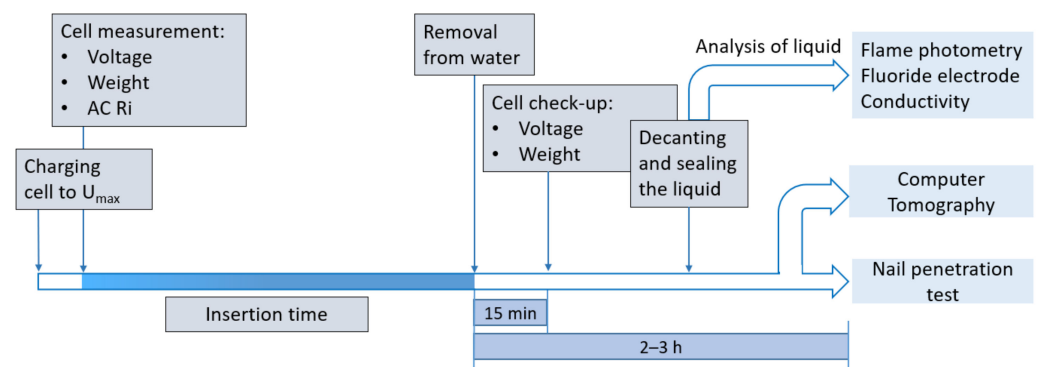 Cell measurement:
• Voltage
• Weight
• AC Ri
Charging
cell to Umax
Removal
from water
Cell check-up:
• Voltage
• Weight
Decanting
and sealing
the liquid
Analysis of liquid
Flame photometry
Fluoride electrode
Conductivity
Computer
Tomography
Nail penetration
test
Insertion time
15 min
2–3 h